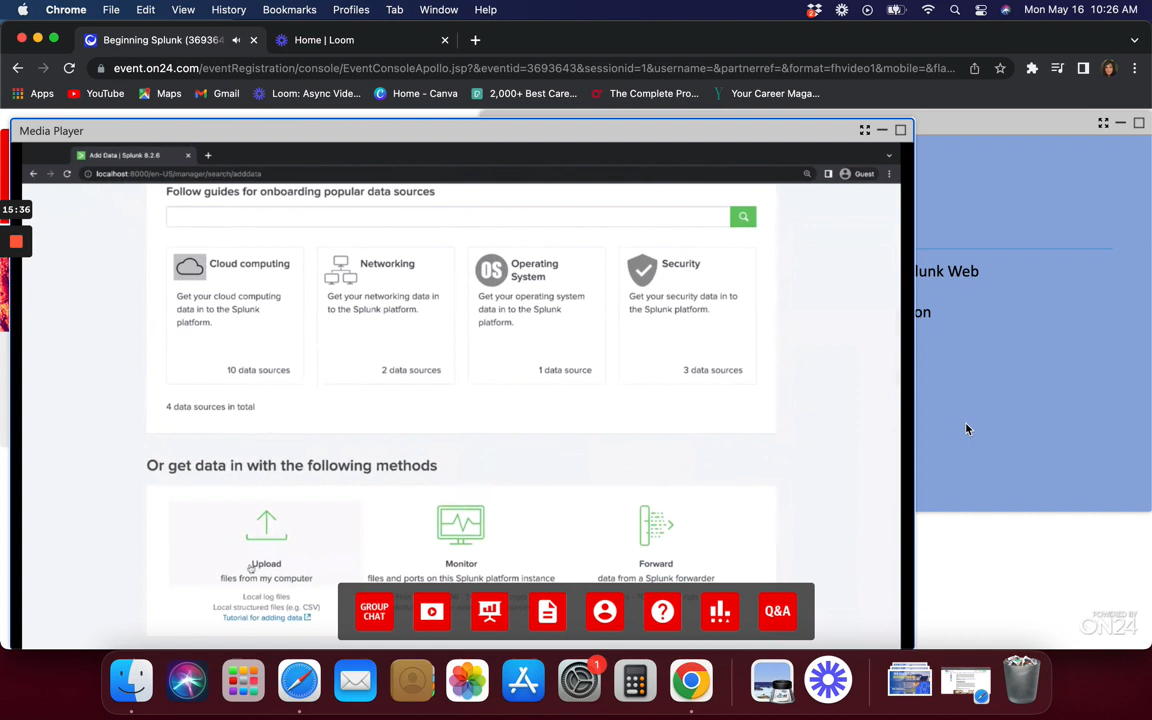 Chrome File Edit View History Bookmarks Profiles Tab Window Help Mon May 16 10:26 AM
Beginning Splunk (369364 Home | Loom
event.on24.com/eventRegistration/console/EventConsoleApollo.jsp?&eventid=3693643&sessionid=1&username=&partnerref=&format=fhvideo1&mobile=&fla...
Apps YouTube Maps Gmail Loom: Async Vide... Home - Canva 2,000+ Best Care... The Complete Pro... Your Career Maga...
Media Player
Add Data | Splunk 8.2.6
localhost:8000/en-US/manager/search/adddata Guest
Follow guides for onboarding popular data sources
15:36
Cloud computing
Get your cloud computing
data in to the Splunk
platform.
10 data sources
Networking
Get your networking data in
to the Splunk platform.
2 data sources
OS
Operating
System
Get your operating system
data in to the Splunk
platform.
1 data source
Security
Get your security data in to
the Splunk platform.
3 data sources
lunk Web
on
4 data sources in total
Or get data in with the following methods
Upload
files from my computer
Local log files
Local structured files (e.g. CSV)
Tutorial for adding data
Monitor
files and ports on this Splunk platform instance
Forward
data from a Splunk forwarder
GROUP
CHAT
Q&A
POWERED BY
ON24
1